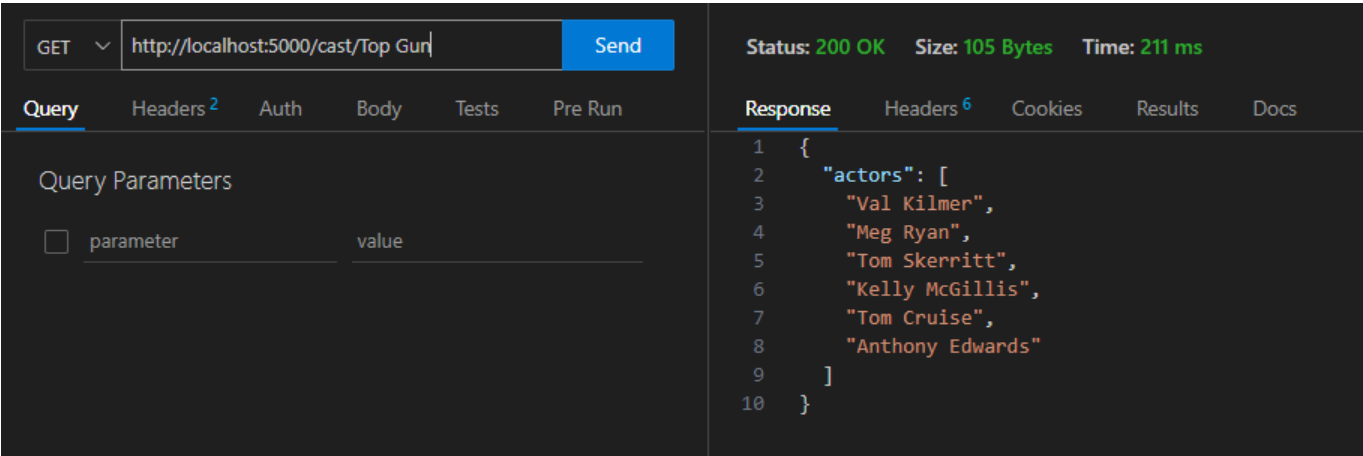 GET http://localhost:5000/cast/Top Gun Send
Query Headers 2 Auth Body Tests Pre Run
Query Parameters
parameter value
Status: 200 OK Size: 105 Bytes Time: 211 ms
Response Headers 6 Cookies Results Docs
1 {
2 "actors": [
3 "Val Kilmer",
4 "Meg Ryan",
5 "Tom Skerritt",
6 "Kelly McGillis",
7 "Tom Cruise",
8 "Anthony Edwards"
9 ]
10 }